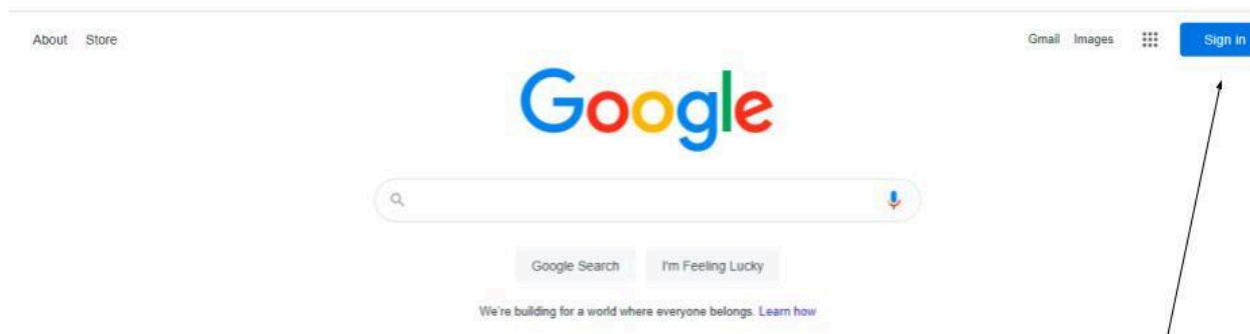 About Store
Gmail Images
Sign in
Google
Google Search
I'm Feeling Lucky
We're building for a world where everyone belongs. Learn how